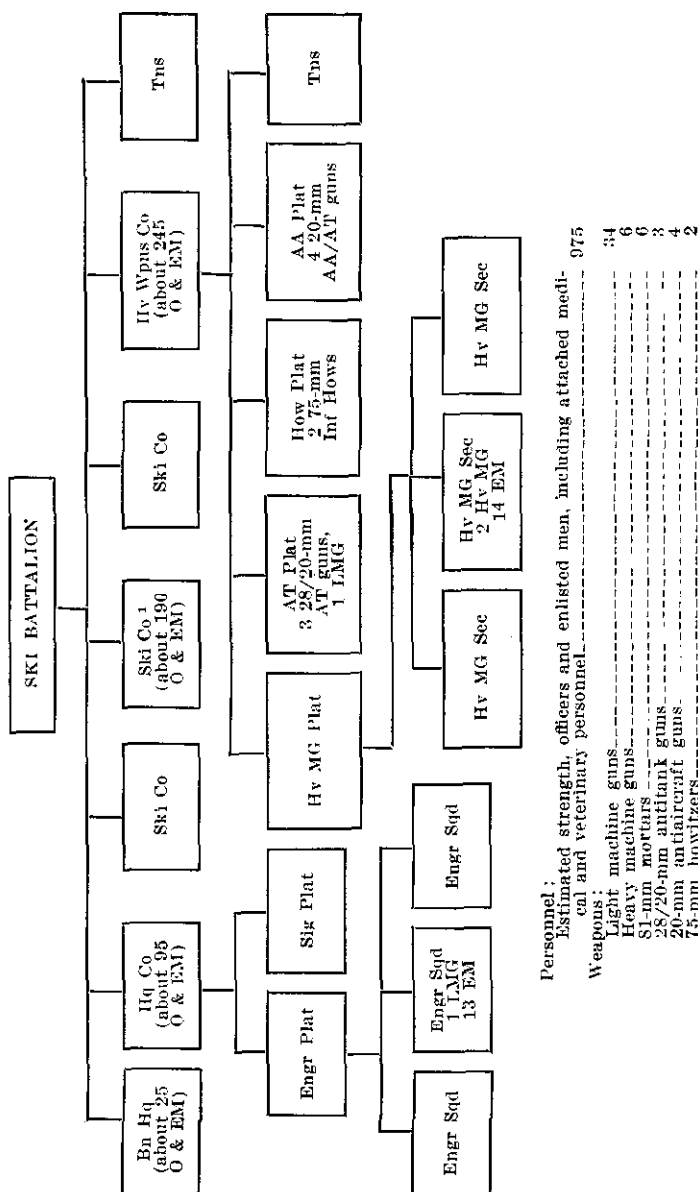 SKI BATTALION
Bn Hq
(about 25
O & EM)
Hq Co
(about 95
O & EM)
Ski Co
Ski Co ¹
(about 190
O & EM)
Ski Co
Hv Wpns Co
(about 245
O & EM)
Tns
Engr Plat
Sig Plat
Hv MG Plat
AT Plat
3 28/20-mm
AT guns,
1 LMG
How Plat
2 75-mm
Inf Hows
AA Plat
4 20-mm
AA/AT guns
Tns
Engr Sqd
Engr Sqd
1 LMG
13 EM
Engr Sqd
Hv MG Sec
Hv MG Sec
2 Hv MG
14 EM
Hv MG Sec
Personnel:
Estimated strength, officers and enlisted men, including attached medi-
cal and veterinary personnel 975
Weapons:
Light machine guns 34
Heavy machine guns 6
81-mm mortars 6
28/20-mm antitank guns 3
20-mm antiaircraft guns 4
75-mm howitzers 2